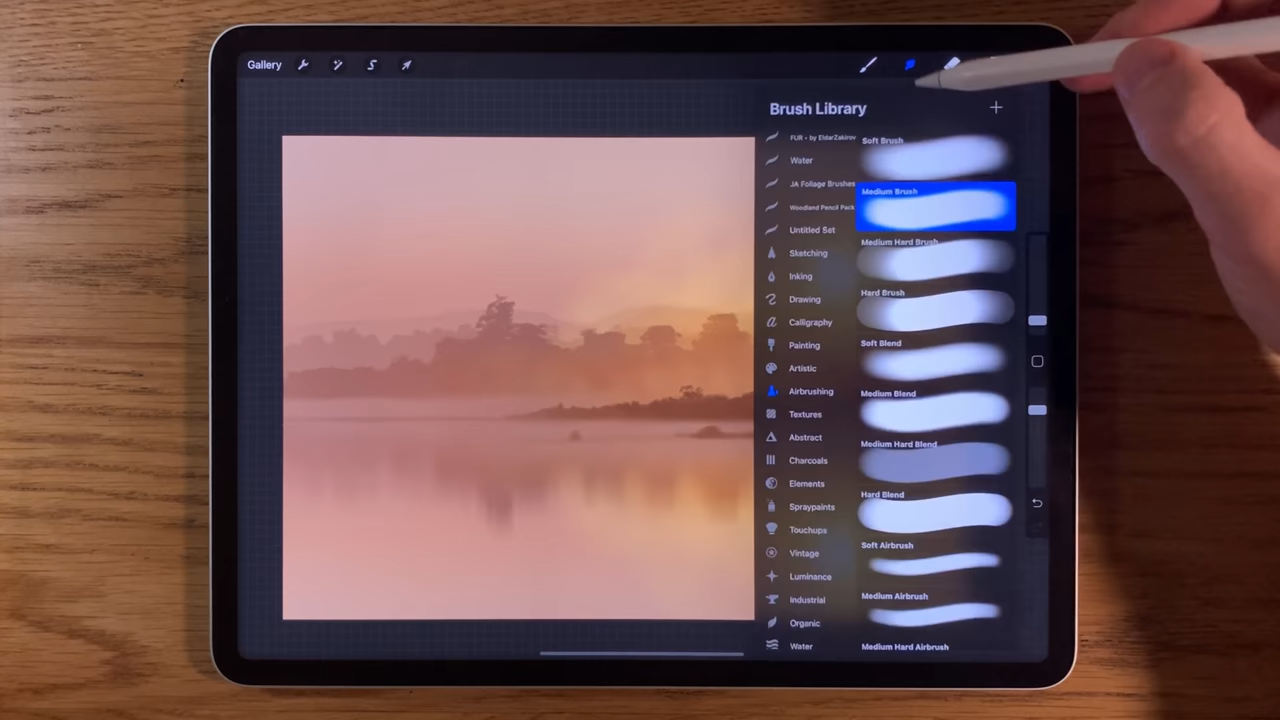 Gallery
Brush Library
FUR - by EldarZakirov
Water
JA Foliage Brushes
Woodland Pencil Pack
Untitled Set
Sketching
Inking
Drawing
Calligraphy
Painting
Artistic
Airbrushing
Textures
Abstract
Charcoals
Elements
Spraypaints
Touchups
Vintage
Luminance
Industrial
Organic
Water
Soft Brush
Medium Brush
Medium Hard Brush
Hard Brush
Soft Blend
Medium Blend
Medium Hard Blend
Hard Blend
Soft Airbrush
Medium Airbrush
Medium Hard Airbrush